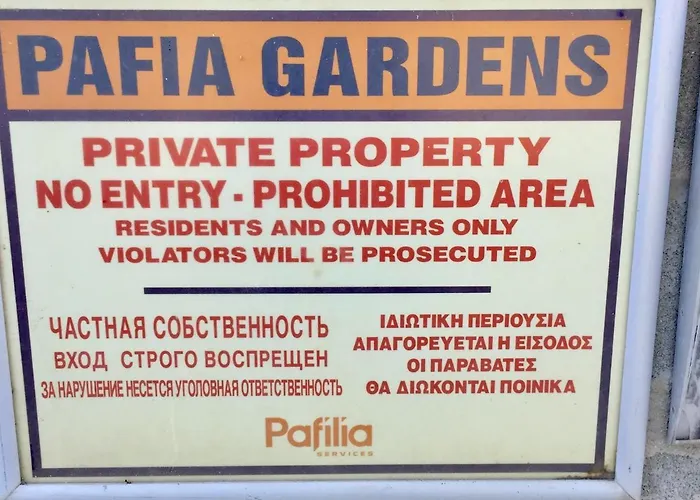 PAFIA GARDENS
PRIVATE PROPERTY
NO ENTRY - PROHIBITED AREA
RESIDENTS AND OWNERS ONLY
VIOLATORS WILL BE PROSECUTED
ЧАСТНАЯ СОБСТВЕННОСТЬ
ВХОД СТРОГО ВОСПРЕЩЕН
ЗА НАРУШЕНИЕ НЕСЕТСЯ УГОЛОВНАЯ ОТВЕТСТВЕННОСТЬ
ΙΔΙΩΤΙΚΗ ΠΕΡΙΟΥΣΙΑ
ΑΠΑΓΟΡΕΥΕΤΑΙ Η ΕΙΣΟΔΟΣ
ΟΙ ΠΑΡΑΒΑΤΕΣ
ΘΑ ΔΙΩΚΟΝΤΑΙ ΠΟΙΝΙΚΑ
Pafilia
SERVICES